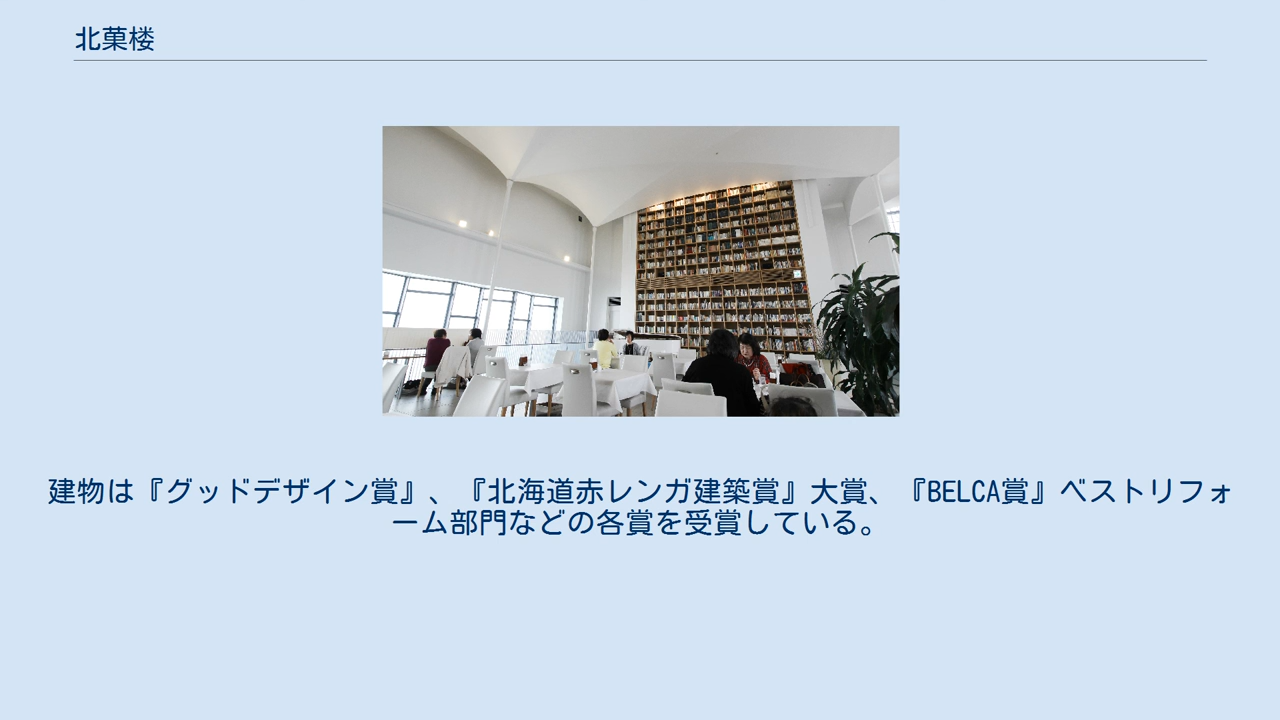 北菓楼
建物は『グッドデザイン賞』、『北海道赤レンガ建築賞』大賞、『BELCA賞』ベストリフォ
ーム部門などの各賞を受賞している。